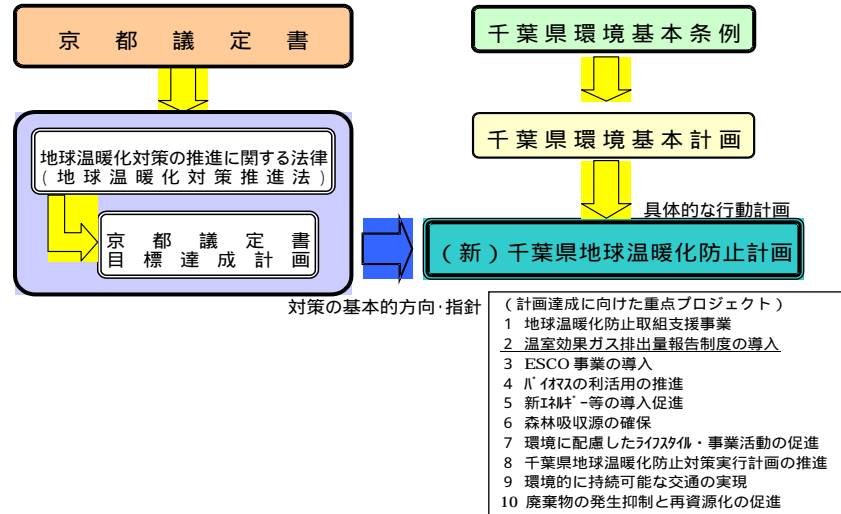 京都議定書
千葉県環境基本条例
地球温暖化対策の推進に関する法律
(地球温暖化対策推進法)
千葉県環境基本計画
京都議定書
目標達成計画
具体的な行動計画
(新)千葉県地球温暖化防止計画
対策の基本的方向・指針
(計画達成に向けた重点プロジェクト)
1 地球温暖化防止取組支援事業
2 温室効果ガス排出量報告制度の導入
3 ESCO事業の導入
4 ﾊﾞｲｵﾏｽの利活用の推進
5 新ｴﾈﾙｷﾞｰ等の導入促進
6 森林吸収源の確保
7 環境に配慮したﾗｲﾌｽﾀｲﾙ・事業活動の促進
8 千葉県地球温暖化防止対策実行計画の推進
9 環境的に持続可能な交通の実現
10 廃棄物の発生抑制と再資源化の促進